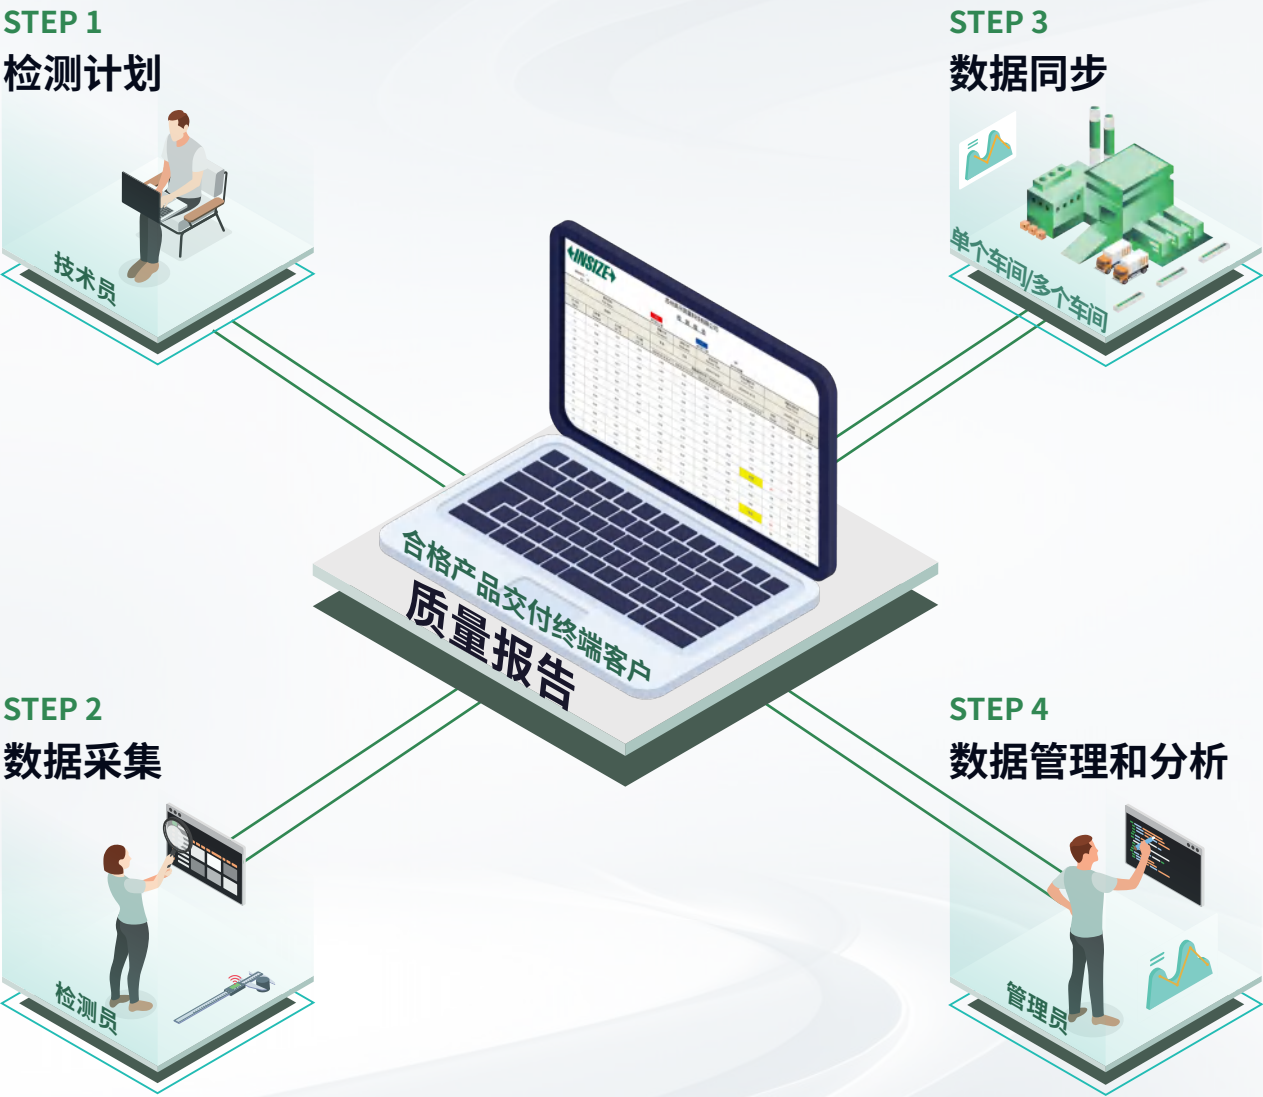 STEP 1
检测计划
技术员
STEP 3
数据同步
单个车间/多个车间
INSIZE
合格产品交付终端客户
质量报告
STEP 2
数据采集
检测员
STEP 4
数据管理和分析
管理员